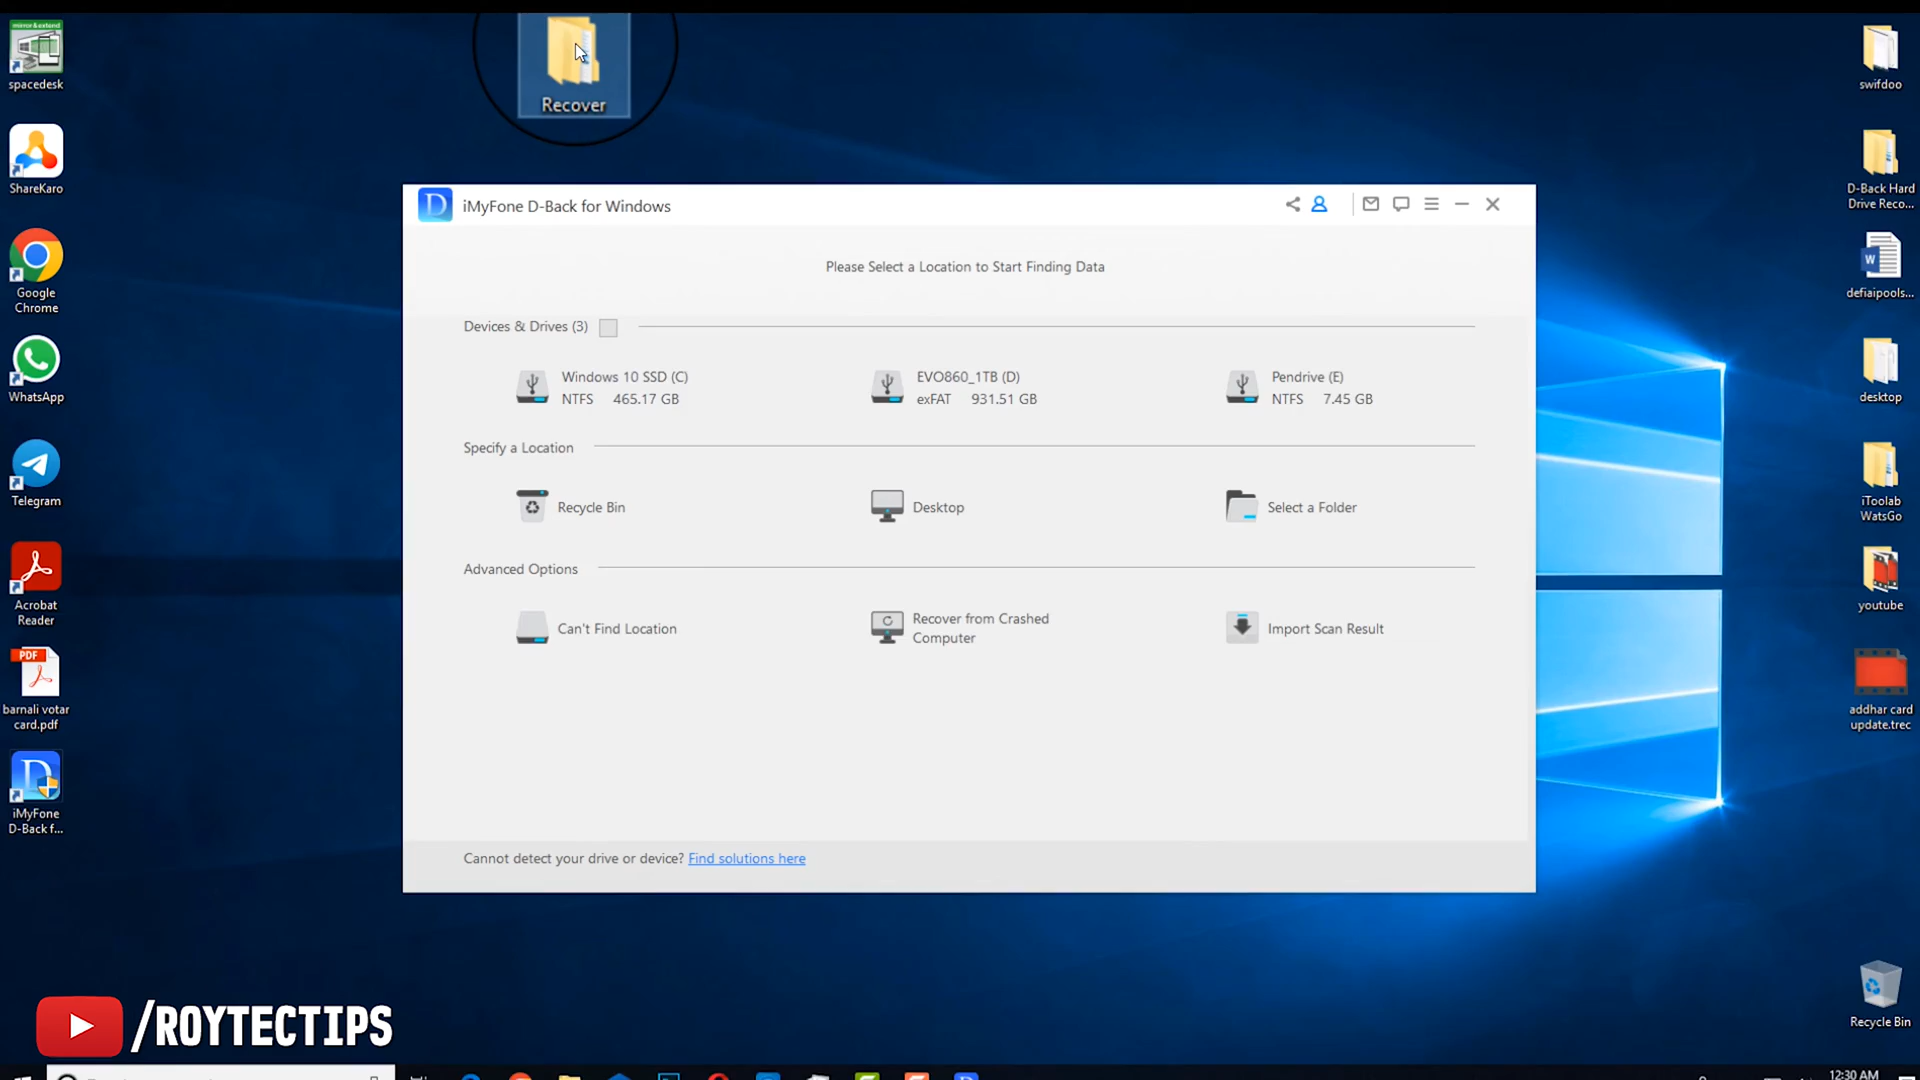 mirror & extend
spacedesk
ShareKaro
Google
Chrome
WhatsApp
Telegram
Acrobat
Reader
PDF
barnali votar
card.pdf
D
iMyFone
D-Back f...
Recover
D
iMyFone D-Back for Windows
Please Select a Location to Start Finding Data
Devices & Drives (3)
Windows 10 SSD (C)
NTFS 465.17 GB
EVO860_1TB (D)
exFAT 931.51 GB
Pendrive (E)
NTFS 7.45 GB
Specify a Location
Recycle Bin
Desktop
Select a Folder
Advanced Options
Can't Find Location
Recover from Crashed
Computer
Import Scan Result
Cannot detect your drive or device? Find solutions here
swifdoo
D-Back Hard
Drive Reco...
W
defiaipools...
desktop
iToolab
WatsGo
youtube
addhar card
update.trec
Recycle Bin
/ROYTECTIPS
12:30 AM